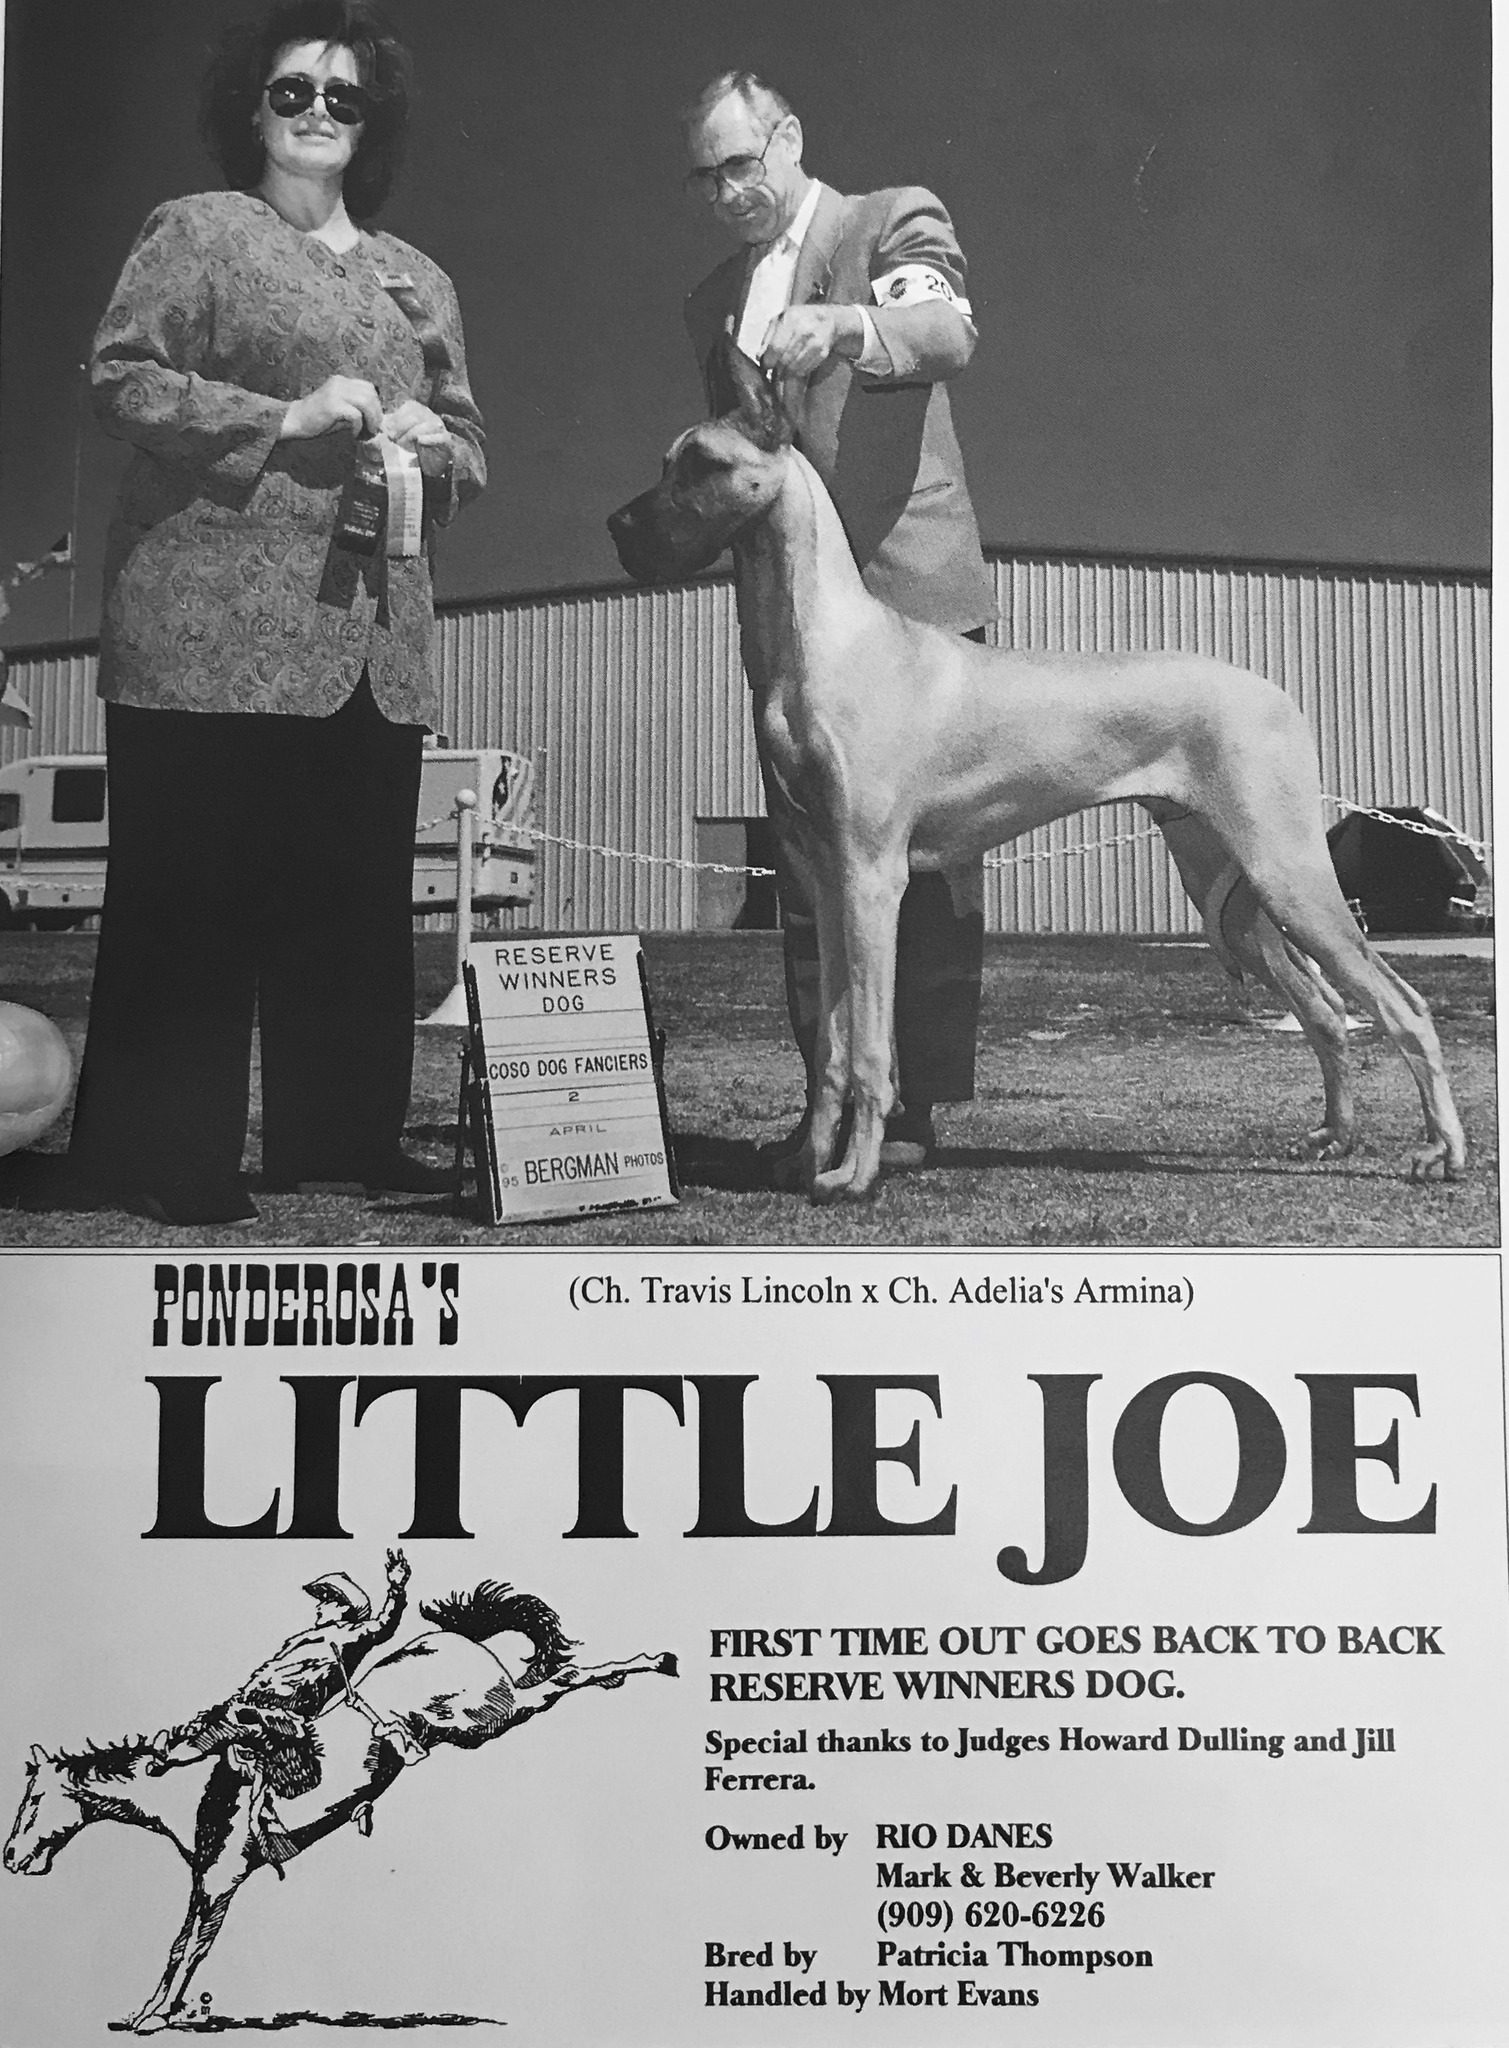 20
RESERVE
WINNERS
DOG
COSO DOG FANCIERS
2
APRIL
© 95 BERGMAN PHOTOS
PONDEROSA'S
(Ch. Travis Lincoln x Ch. Adelia's Armina)
LITTLE JOE
FIRST TIME OUT GOES BACK TO BACK
RESERVE WINNERS DOG.
Special thanks to Judges Howard Dulling and Jill
Ferrera.
Owned by RIO DANES
Mark & Beverly Walker
(909) 620-6226
Bred by Patricia Thompson
Handled by Mort Evans